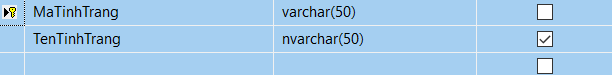 MaTinhTrang varchar(50)
TenTinhTrang nvarchar(50)